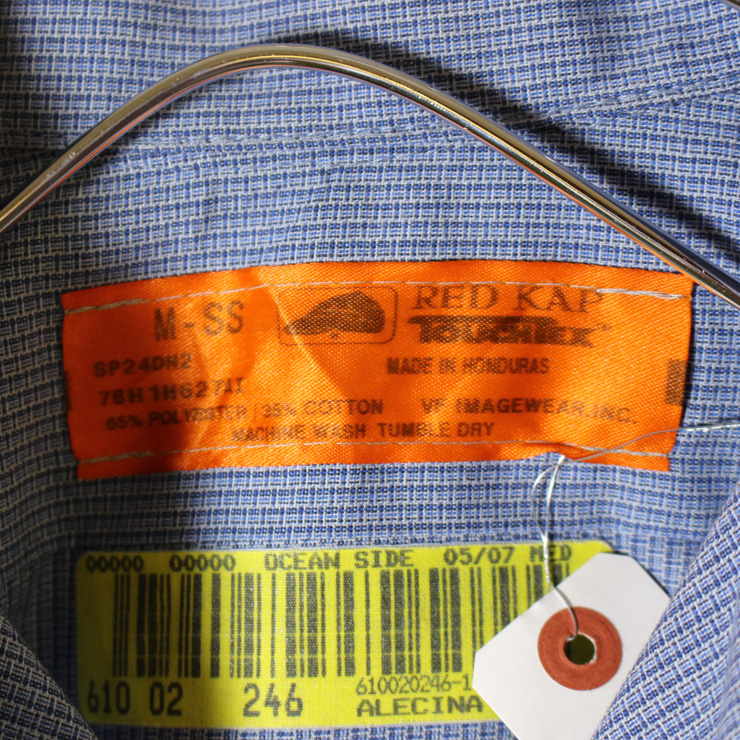 M-SS
RED KAP
TOUGHTEX™
SP24DN2
MADE IN HONDURAS
65% POLYESTER / 35% COTTON VF IMAGEWEAR, INC.
MACHINE WASH TUMBLE DRY
00000 00000 OCEAN SIDE 05/07 MED
610 02 246 610020246-1
ALECINA